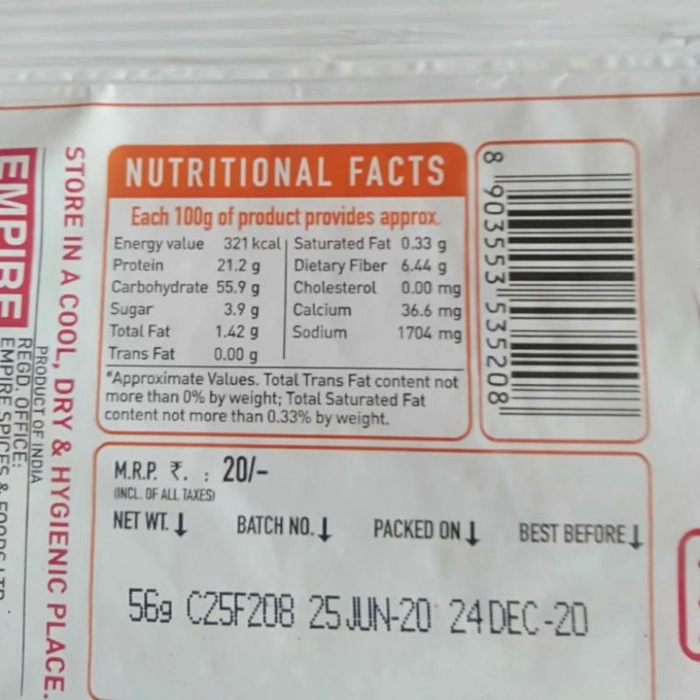 NUTRITIONAL FACTS
Each 100g of product provides approx.
Energy value 321 kcal Saturated Fat 0.33 g
Protein 21.2 g Dietary Fiber 6.44 g
Carbohydrate 55.9 g Cholesterol 0.00 mg
Sugar 3.9 g Calcium 36.6 mg
Total Fat 1.42 g Sodium 1704 mg
Trans Fat 0.00 g
*Approximate Values. Total Trans Fat content not
more than 0% by weight; Total Saturated Fat
content not more than 0.33% by weight.
8 903553 535208
M.R.P. ₹. : 20/-
(INCL. OF ALL TAXES)
NET WT. ↓ BATCH NO. ↓ PACKED ON ↓ BEST BEFORE ↓
56g C25F208 25 JUN-20 24 DEC-20
STORE IN A COOL, DRY & HYGIENIC PLACE.
PRODUCT OF INDIA
EMPIRE
REGD. OFFICE:
EMPIRE SPICES & FOODS LTD.